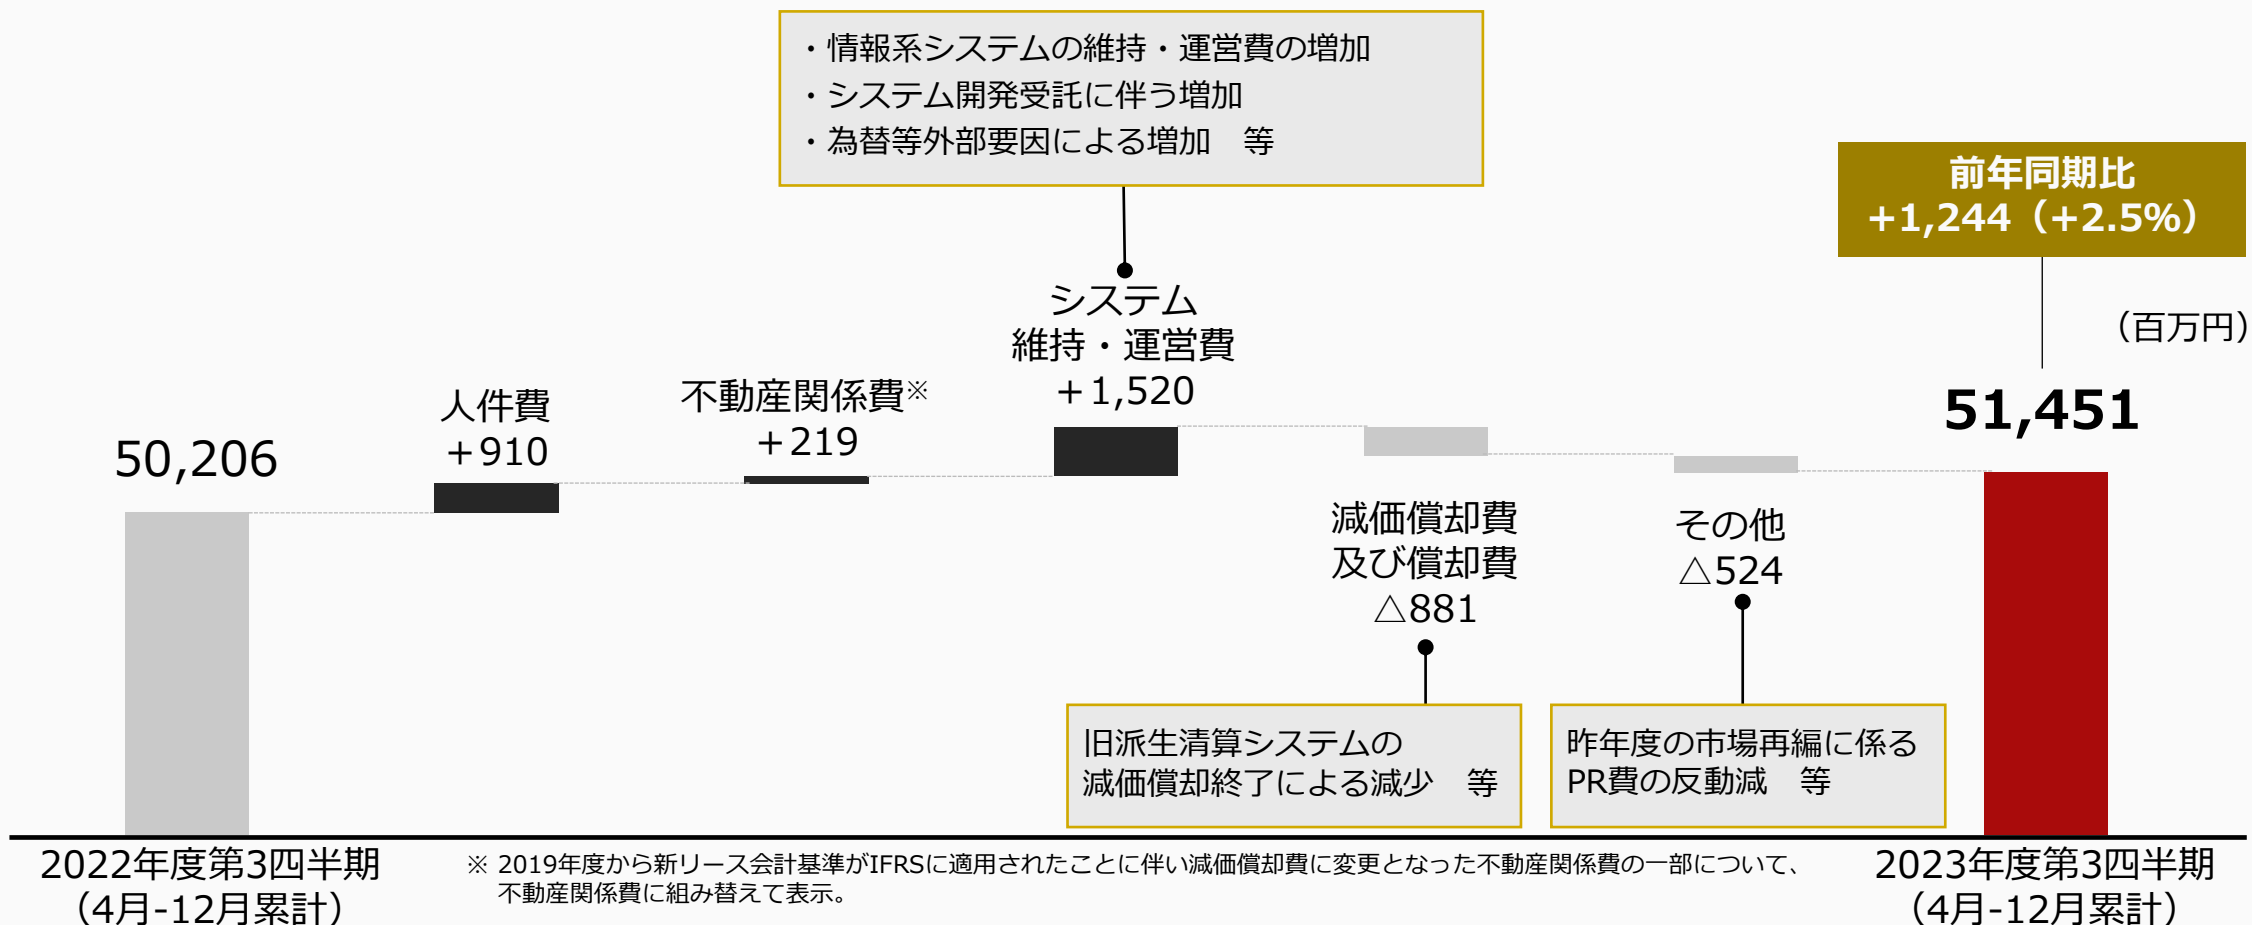 ・情報系システムの維持・運営費の増加
・システム開発受託に伴う増加
・為替等外部要因による増加　等
前年同期比
+1,244（+2.5%）
（百万円）
50,206
人件費
＋910
不動産関係費※
＋219
システム
維持・運営費
＋1,520
減価償却費
及び償却費
△881
その他
△524
51,451
旧派生清算システムの
減価償却終了による減少　等
昨年度の市場再編に係る
PR費の反動減　等
2022年度第3四半期
（4月-12月累計）
※ 2019年度から新リース会計基準がIFRSに適用されたことに伴い減価償却費に変更となった不動産関係費の一部について、
不動産関係費に組み替えて表示。
2023年度第3四半期
（4月-12月累計）